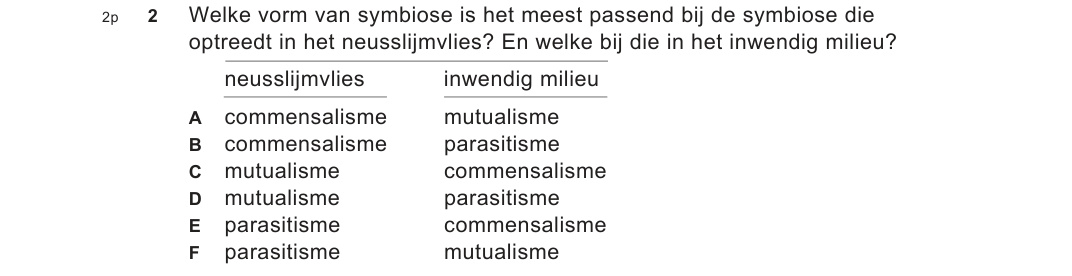 2p 2 Welke vorm van symbiose is het meest passend bij de symbiose die
optreedt in het neusslijmvlies? En welke bij die in het inwendig milieu?
neusslijmvlies inwendig milieu
A commensalisme mutualisme
B commensalisme parasitisme
C mutualisme commensalisme
D mutualisme parasitisme
E parasitisme commensalisme
F parasitisme mutualisme